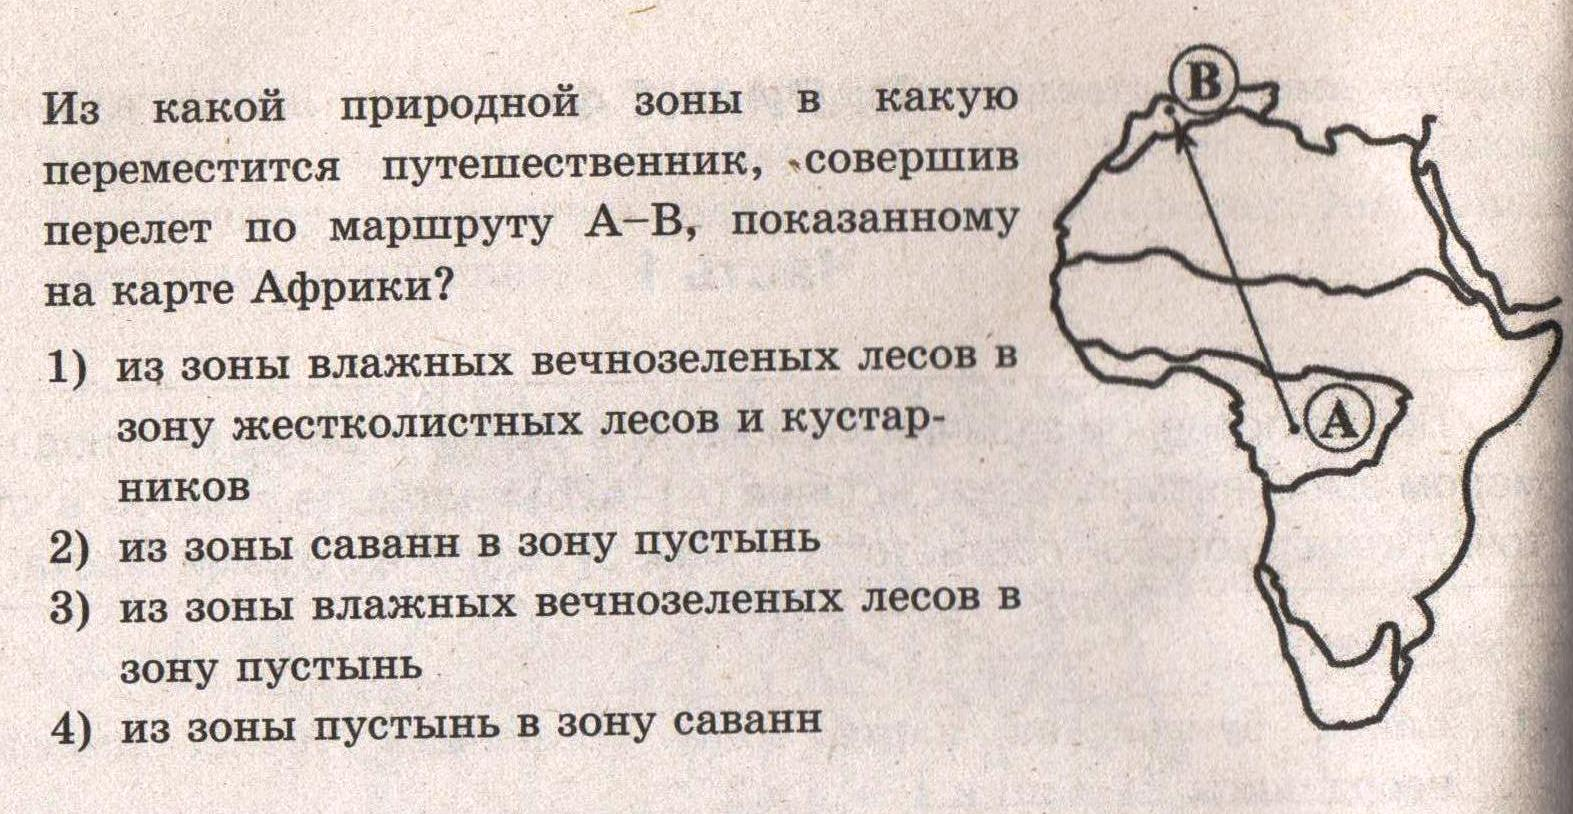 Из какой природной зоны в какую
переместится путешественник, совершив
перелет по маршруту А–В, показанному
на карте Африки?
1) из зоны влажных вечнозеленых лесов в
зону жестколистных лесов и кустар-
ников
2) из зоны саванн в зону пустынь
3) из зоны влажных вечнозеленых лесов в
зону пустынь
4) из зоны пустынь в зону саванн
В
А